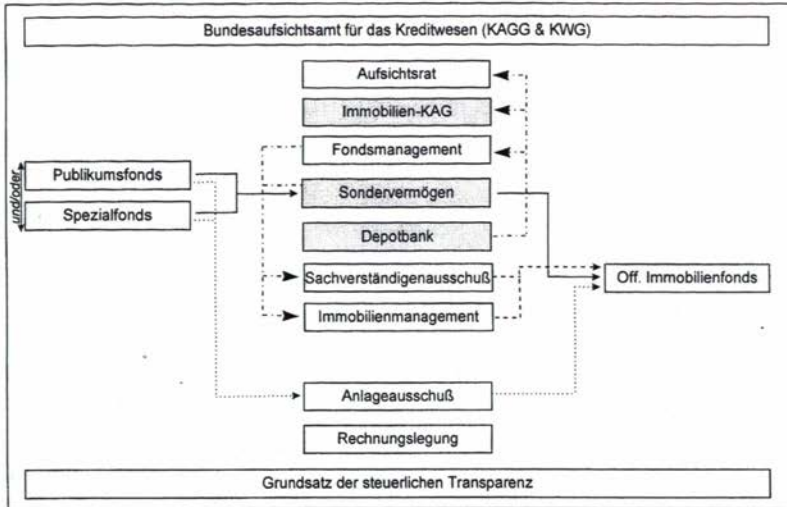 Bundesaufsichtsamt für das Kreditwesen (KAGG & KWG)
Aufsichtsrat
Immobilien-KAG
Fondsmanagement
und/oder
Publikumsfonds
Sondervermögen
Spezialfonds
Depotbank
Sachverständigenausschuß
Off. Immobilienfonds
Immobilienmanagement
Anlageausschuß
Rechnungslegung
Grundsatz der steuerlichen Transparenz